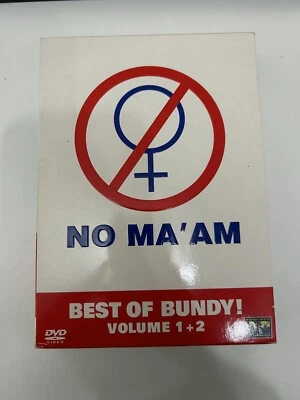 NO MA'AM
BEST OF BUNDY!
VOLUME 1+2
DVD
VIDEO